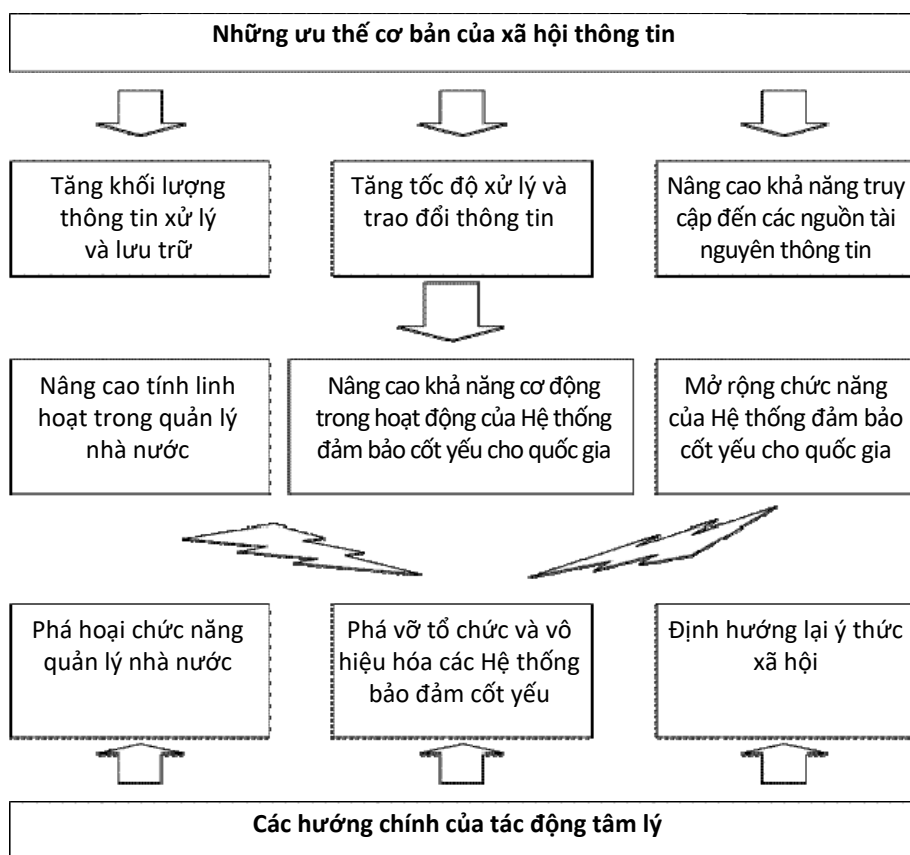 Những ưu thế cơ bản của xã hội thông tin
Tăng khối lượng
thông tin xử lý
và lưu trữ
Tăng tốc độ xử lý và
trao đổi thông tin
Nâng cao khả năng truy
cập đến các nguồn tài
nguyên thông tin
Nâng cao tính linh
hoạt trong quản lý
nhà nước
Nâng cao khả năng cơ động
trong hoạt động của Hệ thống
đảm bảo cốt yếu cho quốc gia
Mở rộng chức năng
của Hệ thống đảm bảo
cốt yếu cho quốc gia
Phá hoại chức năng
quản lý nhà nước
Phá vỡ tổ chức và vô
hiệu hóa các Hệ thống
bảo đảm cốt yếu
Định hướng lại ý thức
xã hội
Các hướng chính của tác động tâm lý